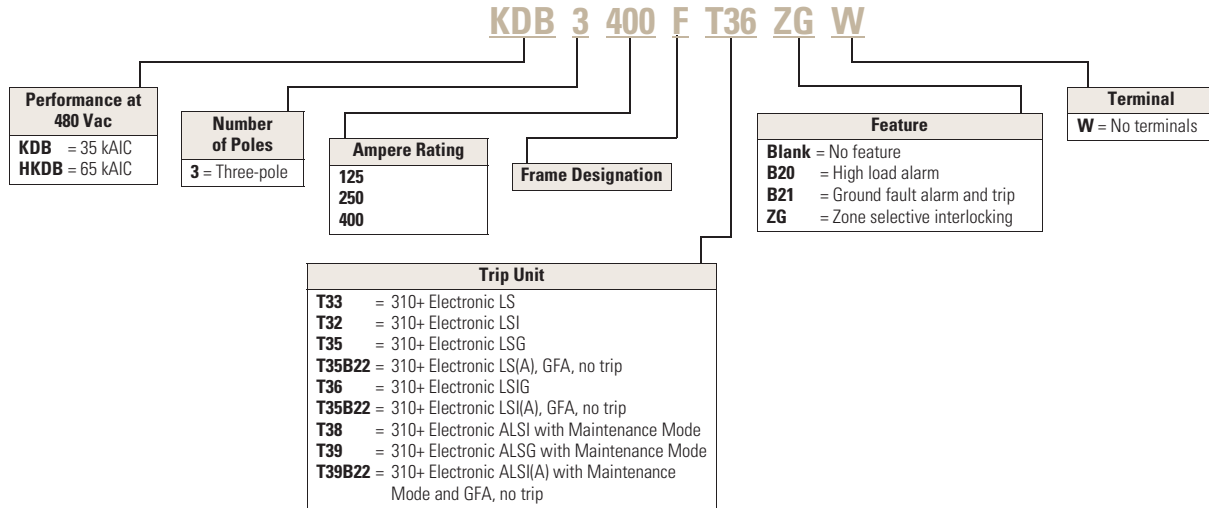 KDB 3 400 F T36 ZG W
Performance at
480 Vac
KDB = 35 kAIC
HKDB = 65 kAIC
Number
of Poles
3 = Three-pole
Ampere Rating
125
250
400
Frame Designation
Feature
Blank = No feature
B20 = High load alarm
B21 = Ground fault alarm and trip
ZG = Zone selective interlocking
Terminal
W = No terminals
Trip Unit
T33 = 310+ Electronic LS
T32 = 310+ Electronic LSI
T35 = 310+ Electronic LSG
T35B22 = 310+ Electronic LS(A), GFA, no trip
T36 = 310+ Electronic LSIG
T35B22 = 310+ Electronic LSI(A), GFA, no trip
T38 = 310+ Electronic ALSI with Maintenance Mode
T39 = 310+ Electronic ALSG with Maintenance Mode
T39B22 = 310+ Electronic ALSI(A) with Maintenance
Mode and GFA, no trip